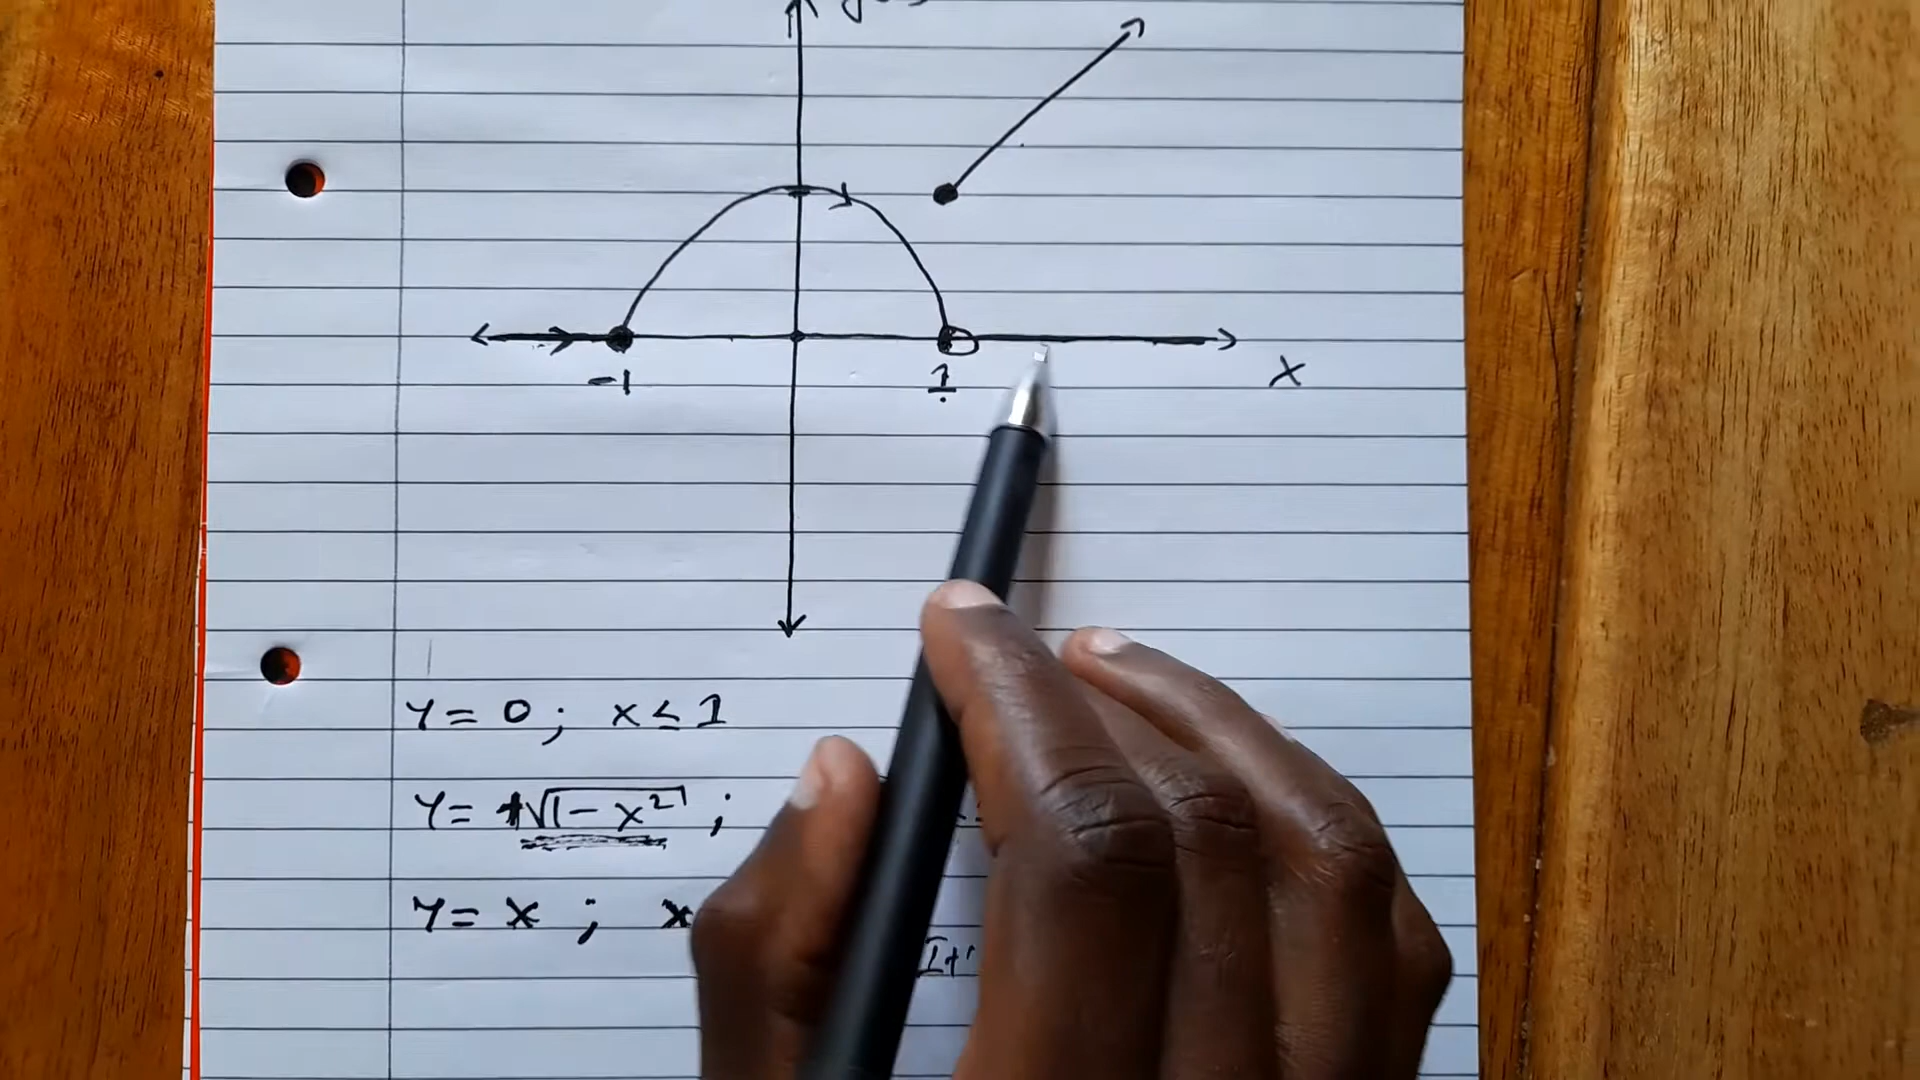 x
-1
1
Y = 0 ; x ≤ 1
Y = +√1 - x² ;
Y = x ; x